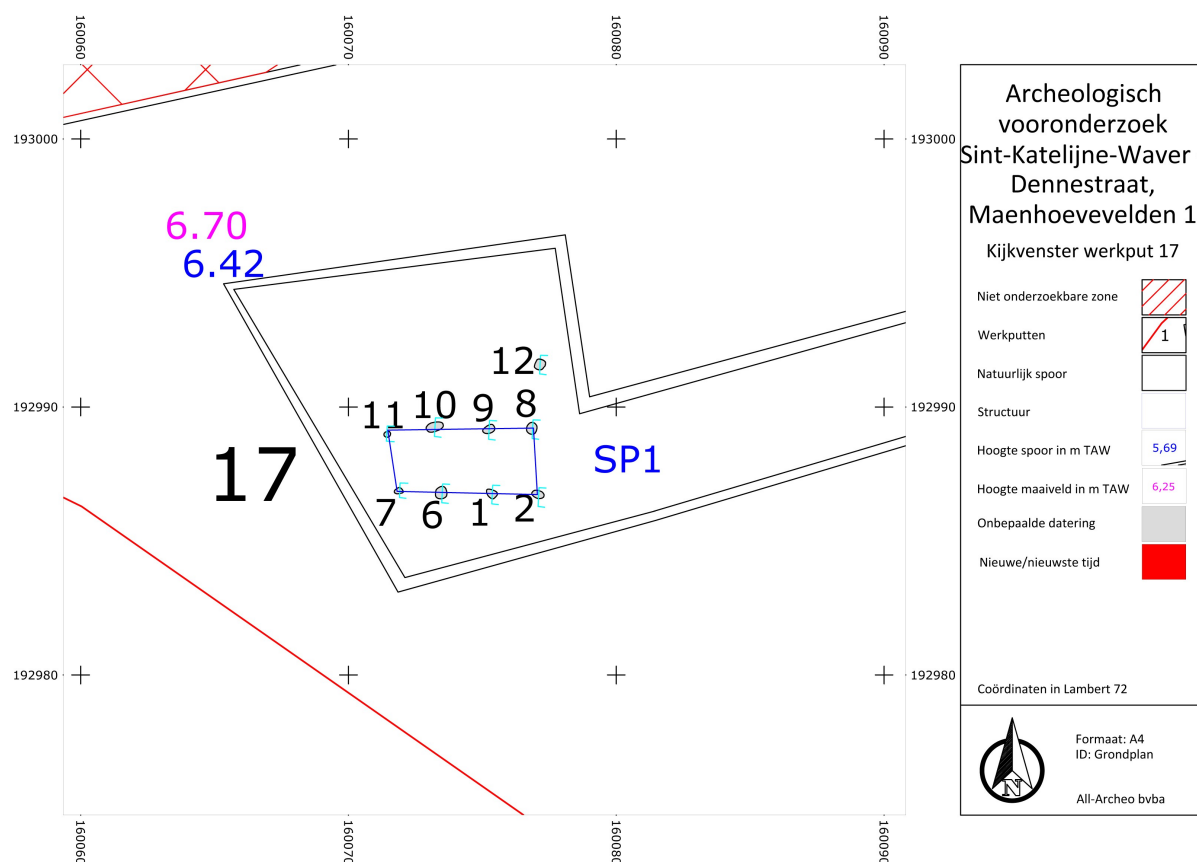 160060
160070
160080
160090
193000
193000
6.70
6.42
12
11
10
9
8
192990
192990
17
SP1
7
6
1
2
192980
192980
160060
160070
160080
160090
Archeologisch
vooronderzoek
Sint-Katelijne-Waver
Dennestraat,
Maenhoevevelden 1
Kijkvenster werkput 17
Niet onderzoekbare zone
Werkputten
1
Natuurlijk spoor
Structuur
Hoogte spoor in m TAW
5,69
Hoogte maaiveld in m TAW
6,25
Onbepaalde datering
Nieuwe/nieuwste tijd
Coördinaten in Lambert 72
N
Formaat: A4
ID: Grondplan
All-Archeo bvba